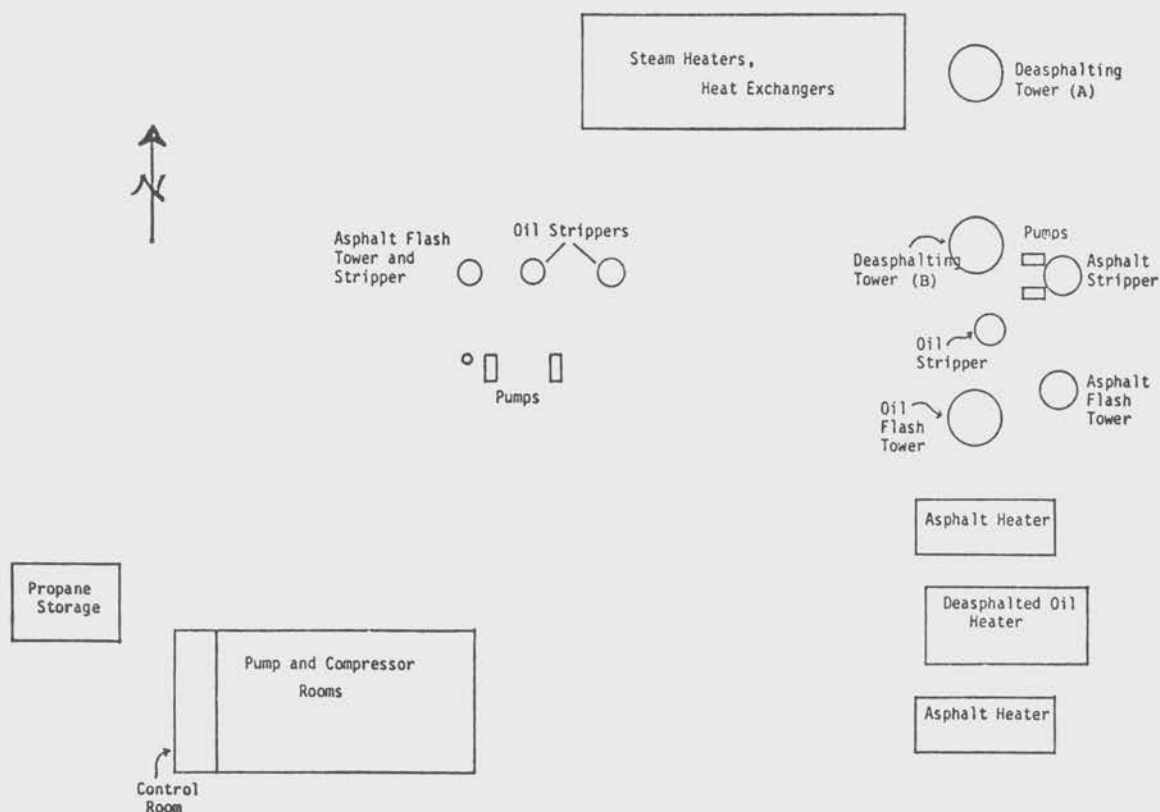 Steam Heaters,
Heat Exchangers
Deasphalting
Tower (A)
N
Asphalt Flash
Tower and
Stripper
Oil Strippers
Deasphalting
Tower (B)
Pumps
Asphalt
Stripper
Oil
Stripper
Pumps
Asphalt
Flash
Tower
Oil
Flash
Tower
Asphalt Heater
Propane
Storage
Deasphalted Oil
Heater
Pump and Compressor
Rooms
Asphalt Heater
Control
Room